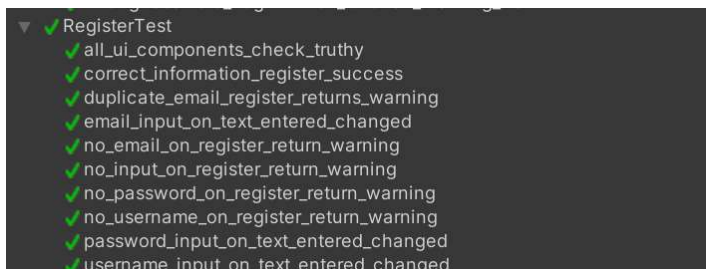 RegisterTest
all_ui_components_check_truthy
correct_information_register_success
duplicate_email_register_returns_warning
email_input_on_text_entered_changed
no_email_on_register_return_warning
no_input_on_register_return_warning
no_password_on_register_return_warning
no_username_on_register_return_warning
password_input_on_text_entered_changed
username_input_on_text_entered_changed